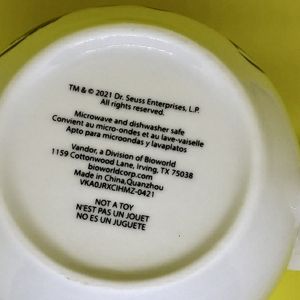 TM & © 2021 Dr. Seuss Enterprises, L.P.
All rights reserved.
Microwave and dishwasher safe
Convient au micro-ondes et au lave-vaisselle
Apto para microondas y lavaplatos
Vandor, a Division of Bioworld
1159 Cottonwood Lane, Irving, TX 75038
bioworldcorp.com
Made in China,Quanzhou
VKA0JRXCIHMZ-0421
NOT A TOY
N'EST PAS UN JOUET
NO ES UN JUGUETE